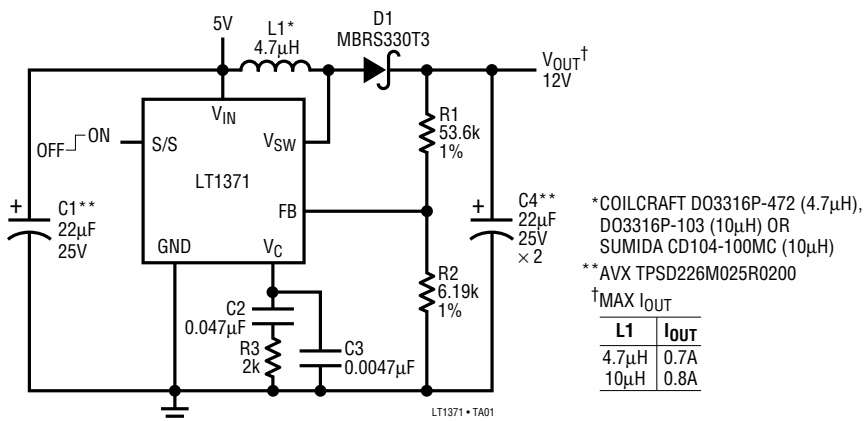 5V
L1*
4.7µH
D1
MBRS330T3
VOUT†
12V
VIN
OFF
ON
S/S
VSW
R1
53.6k
1%
LT1371
FB
C1**
22µF
25V
+
C4**
22µF
25V
× 2
+
GND
VC
R2
6.19k
1%
C2
0.047µF
R3
2k
C3
0.0047µF
LT1371 • TA01
*COILCRAFT DO3316P-472 (4.7µH),
DO3316P-103 (10µH) OR
SUMIDA CD104-100MC (10µH)
**AVX TPSD226M025R0200
†MAX IOUT
L1 IOUT
4.7µH 0.7A
10µH 0.8A